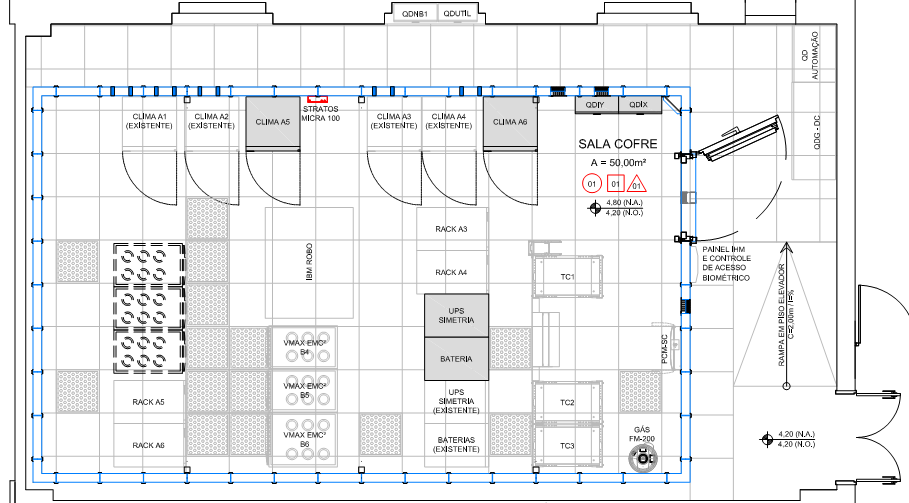 QDNB1
QDUTIL
QD
AUTOMAÇÃO
QDG - DC
CLIMA A1
(EXISTENTE)
CLIMA A2
(EXISTENTE)
CLIMA A5
STRATOS
MICRA 100
CLIMA A3
(EXISTENTE)
CLIMA A4
(EXISTENTE)
CLIMA A6
QDIY
QDIX
SALA COFRE
A = 50,00m²
01
01
01
4.80 (N.A.)
4.20 (N.O.)
PAINEL IHM
E CONTROLE
DE ACESSO
BIOMÉTRICO
RAMPA EM PISO ELEVADOR
C=2,00m / I=%
IBM ROBO
RACK A3
RACK A4
TC1
UPS
SIMETRIA
BATERIA
PCM-SC
VMAX EMC²
B4
VMAX EMC²
B5
VMAX EMC²
B6
RACK A5
RACK A6
UPS
SIMETRIA
(EXISTENTE)
BATERIAS
(EXISTENTE)
TC2
TC3
GÁS
FM-200
4.20 (N.A.)
4.20 (N.O.)